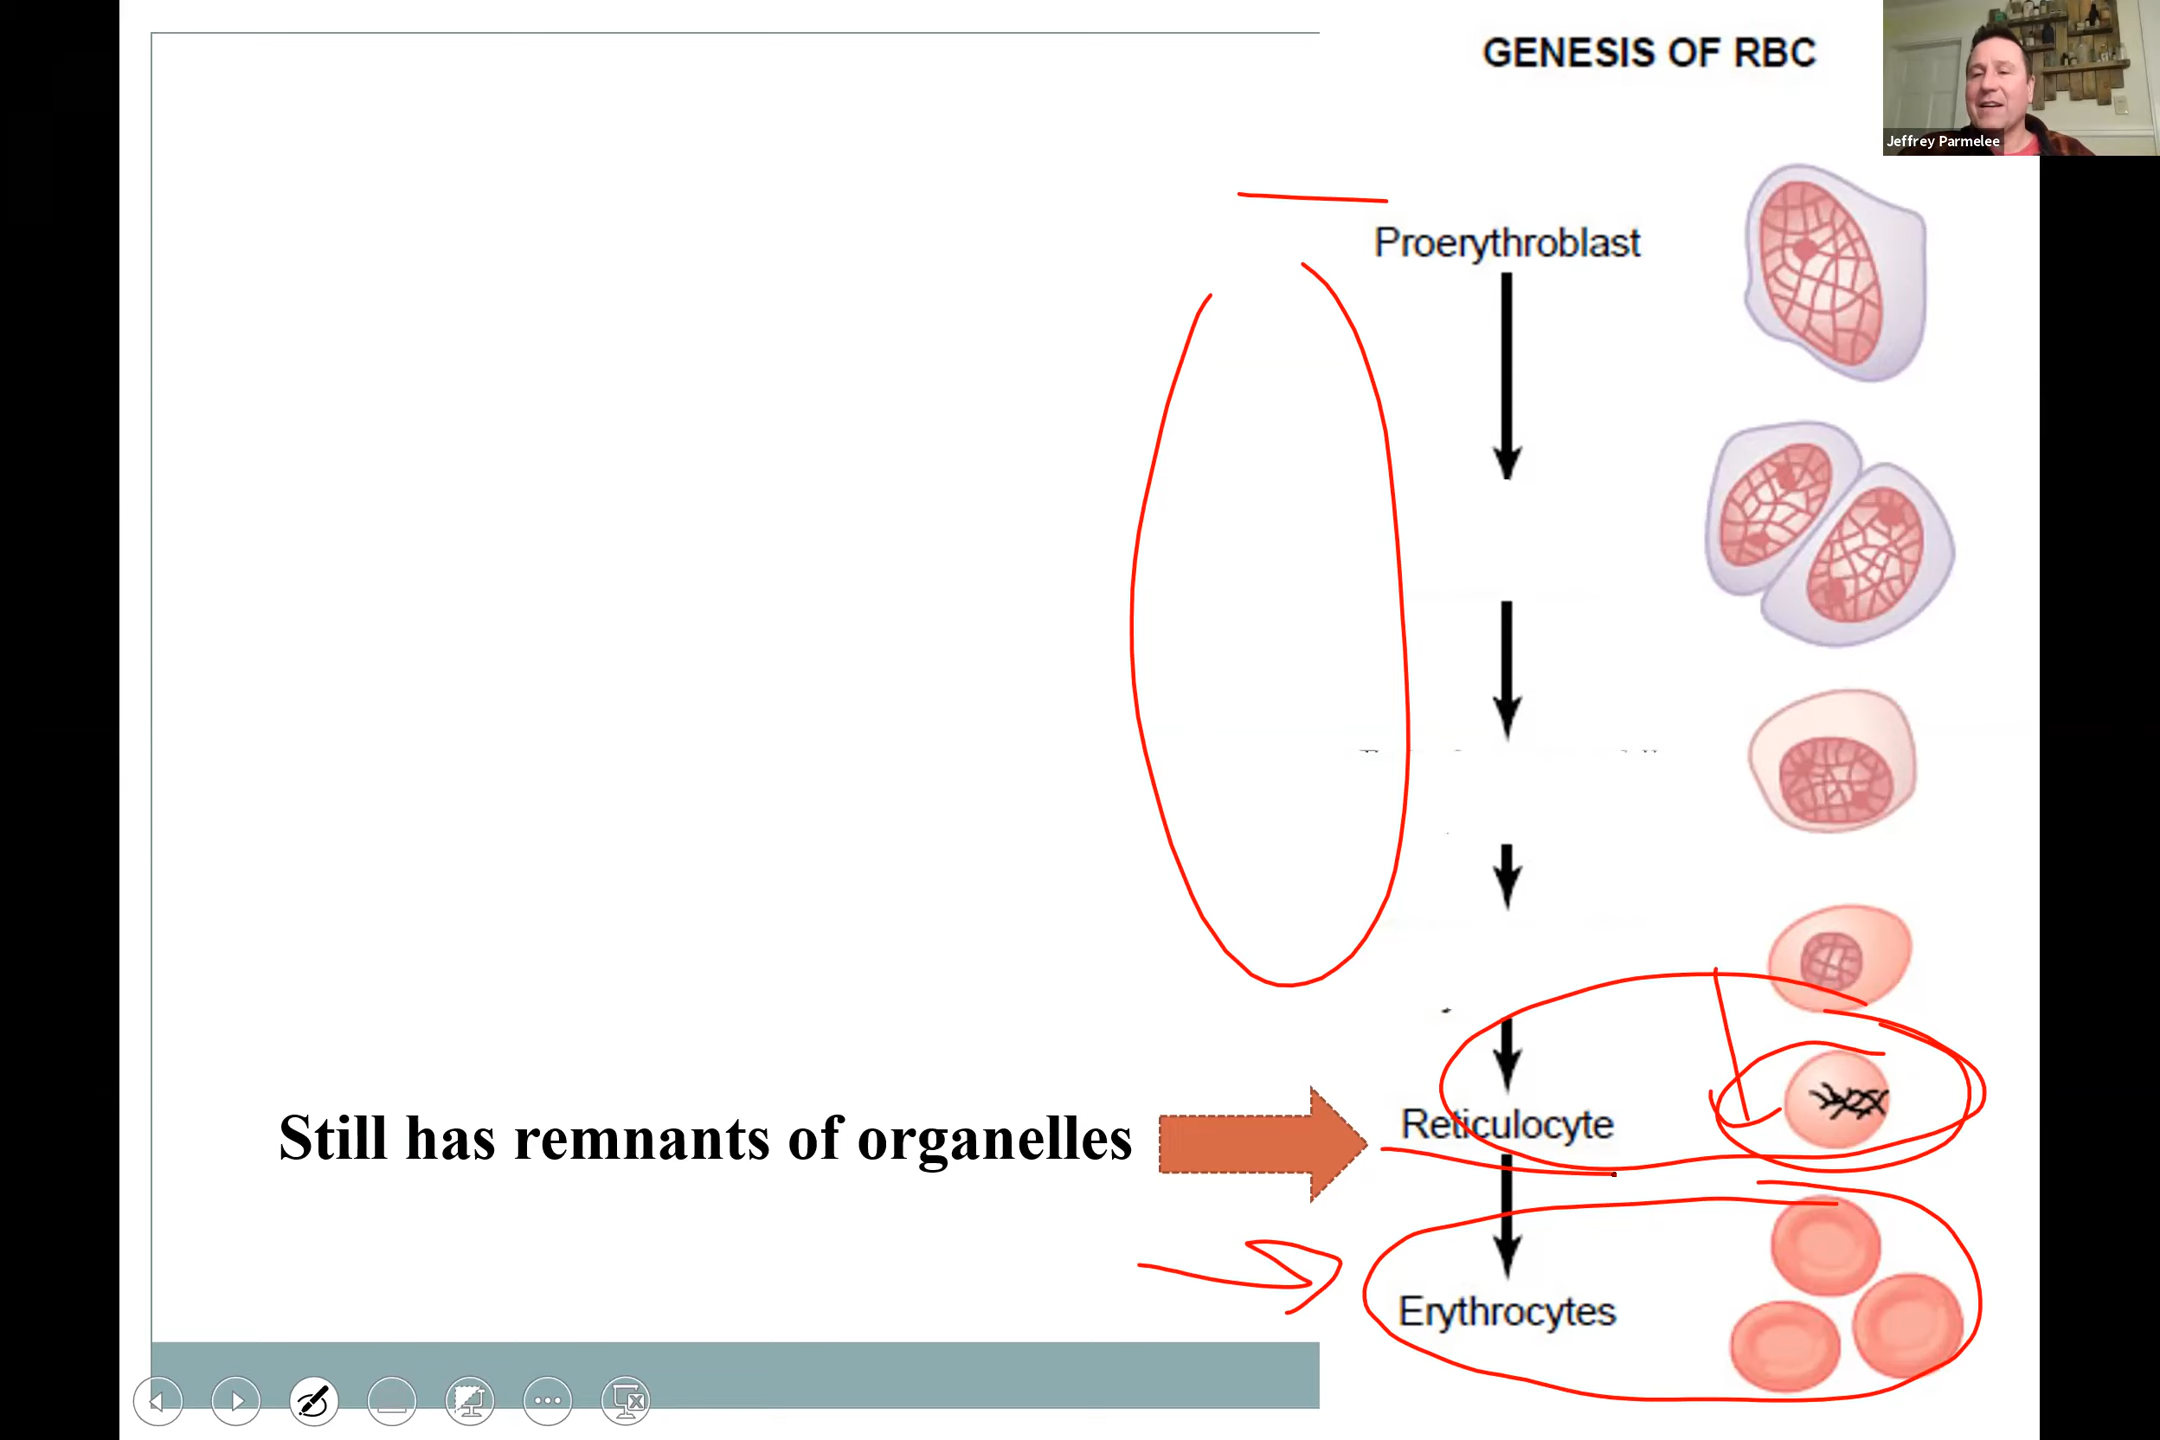 GENESIS OF RBC
Jeffrey Parmelee
Proerythroblast
Still has remnants of organelles
Reticulocyte
Erythrocytes